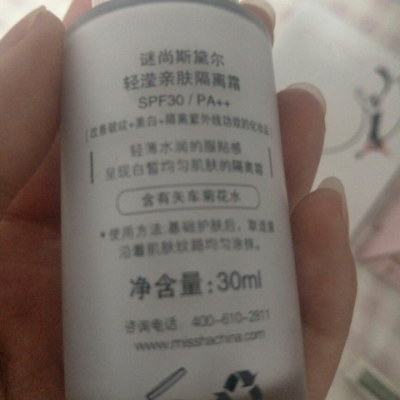 谜尚斯黛尔
轻滢亲肤隔离霜
SPF30 / PA++
[改善皱纹+美白+隔离紫外线功效的化妆品
轻薄水润的服贴感
呈现白皙均匀肌肤的隔离霜
含有矢车菊花水
*使用方法:基础护肤后，取适量
沿着肌肤纹路均匀涂抹。
净含量: 30ml
咨询电话: 400-610-2811
www.misshachina.com